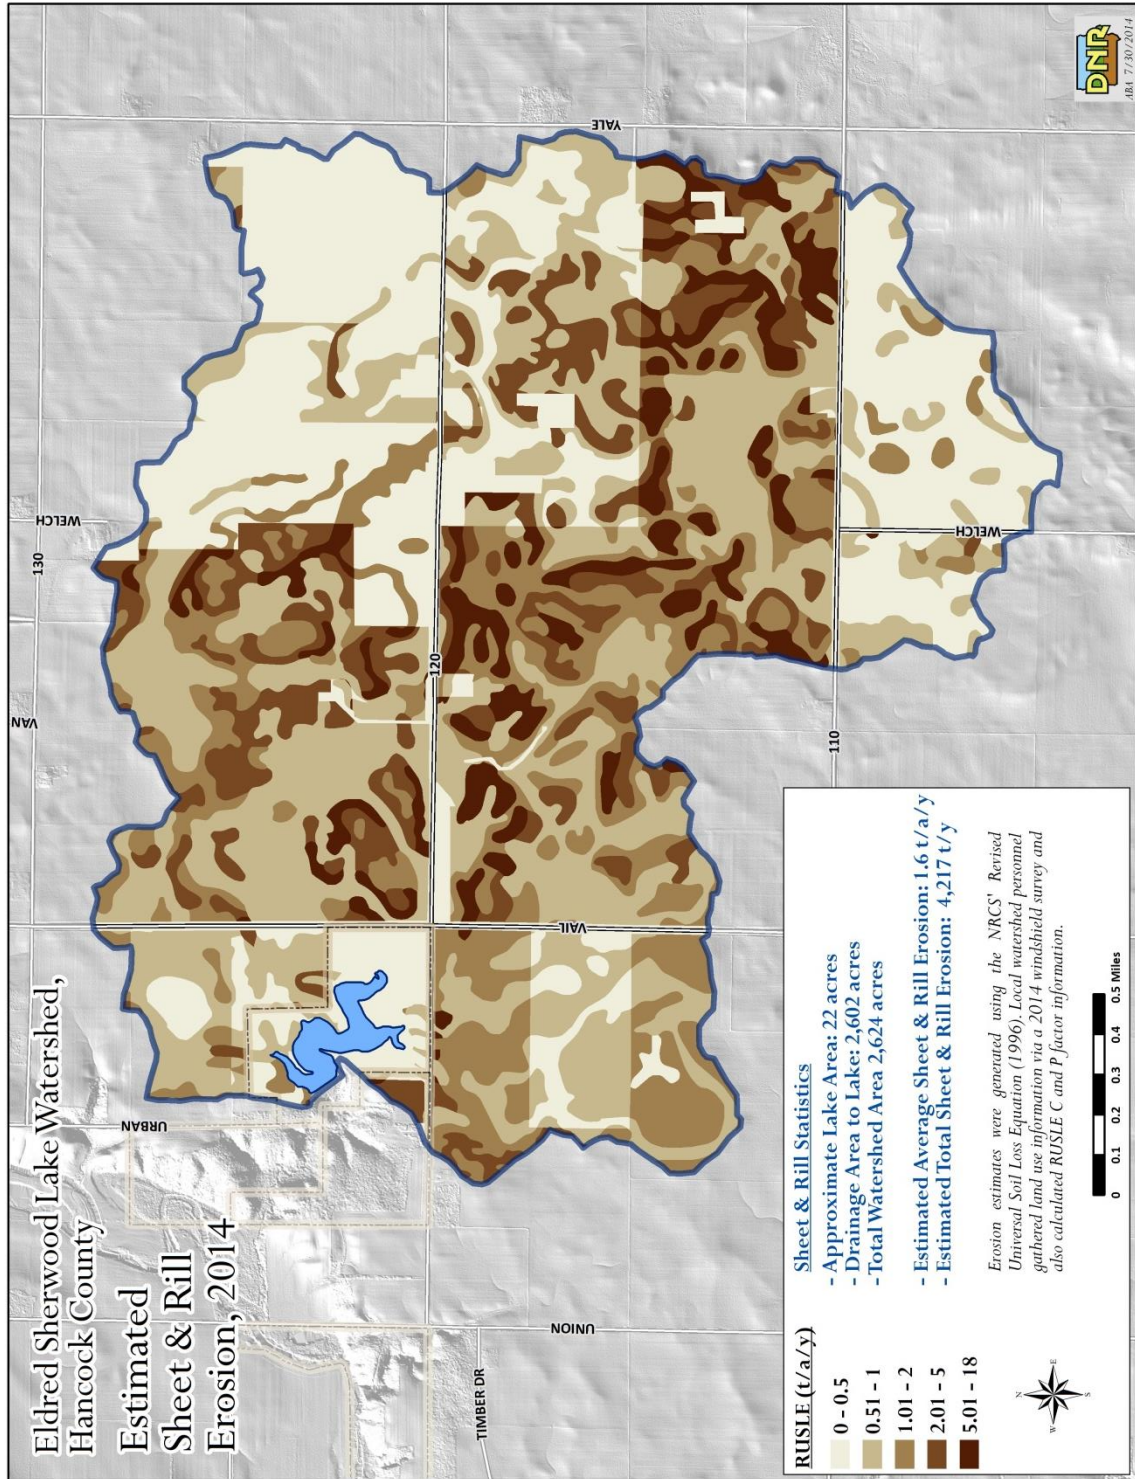 Eldred Sherwood Lake Watershed,
Hancock County
Estimated
Sheet & Rill
Erosion, 2014
VAN
130
WELCH
URBAN
YALE
120
VAIL
WELCH
110
UNION
TIMBER DR
RUSLE (t/a/y)
0 - 0.5
0.51 - 1
1.01 - 2
2.01 - 5
5.01 - 18
N
W
E
S
Sheet & Rill Statistics
- Approximate Lake Area: 22 acres
- Drainage Area to Lake: 2,602 acres
- Total Watershed Area 2,624 acres
- Estimated Average Sheet & Rill Erosion: 1.6 t/a/y
- Estimated Total Sheet & Rill Erosion: 4,217 t/y
Erosion estimates were generated using the NRCS' Revised
Universal Soil Loss Equation (1996). Local watershed personnel
gathered land use information via a 2014 windshield survey and
also calculated RUSLE C and P factor information.
0 0.1 0.2 0.3 0.4 0.5 Miles
DNR
ABA 7/30/2014